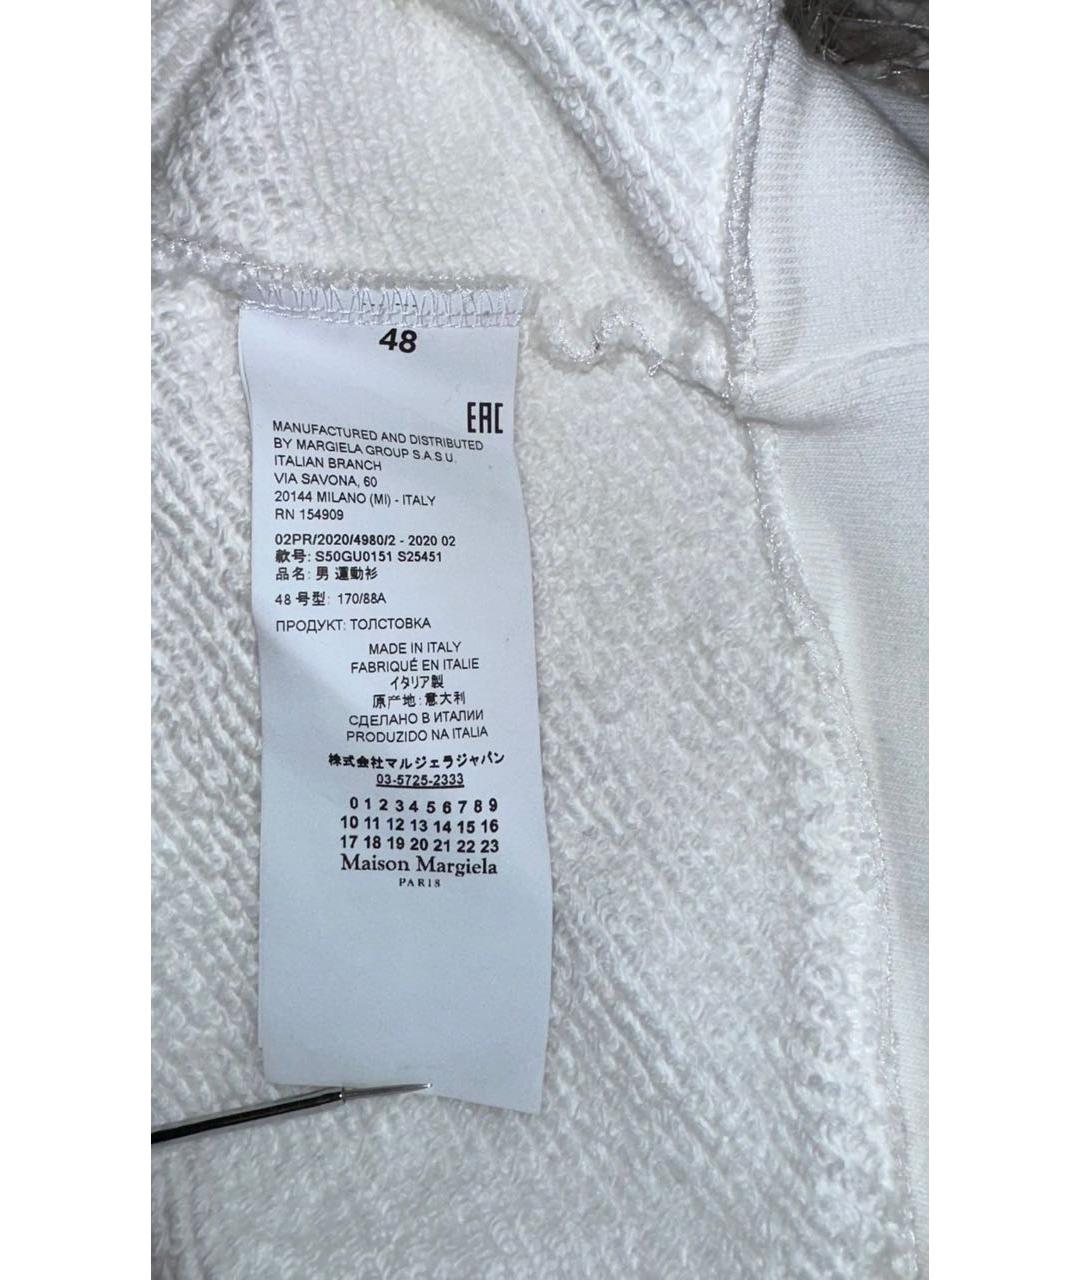 48
EAC
MANUFACTURED AND DISTRIBUTED
BY MARGIELA GROUP S.A.S.U.
ITALIAN BRANCH
VIA SAVONA, 60
20144 MILANO (MI) - ITALY
RN 154909
02PR/2020/4980/2 - 2020 02
款号: S50GU0151 S25451
品名: 男 運動衫
48 号型: 170/88A
ПРОДУКТ: ТОЛСТОВКА
MADE IN ITALY
FABRIQUÉ EN ITALIE
イタリア製
原产地: 意大利
СДЕЛАНО В ИТАЛИИ
PRODUZIDO NA ITALIA
株式会社マルジェラジャパン
03-5725-2333
0 1 2 3 4 5 6 7 8 9
10 11 12 13 14 15 16
17 18 19 20 21 22 23
Maison Margiela
PARIS